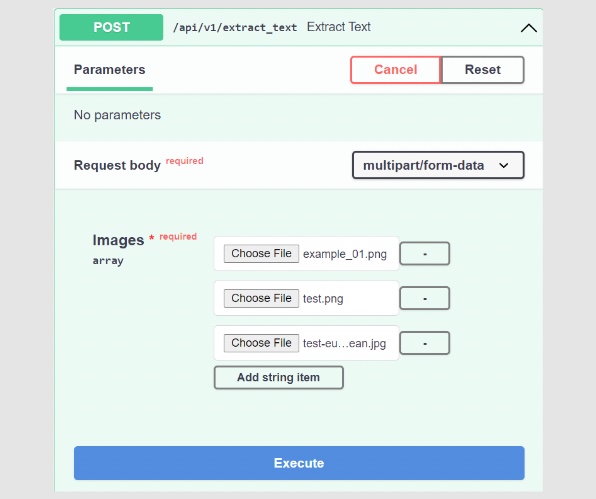 POST /api/v1/extract_text Extract Text
Parameters Cancel Reset
No parameters
Request body required multipart/form-data
Images * required
array
Choose File example_01.png -
Choose File test.png -
Choose File test-eu…ean.jpg -
Add string item
Execute